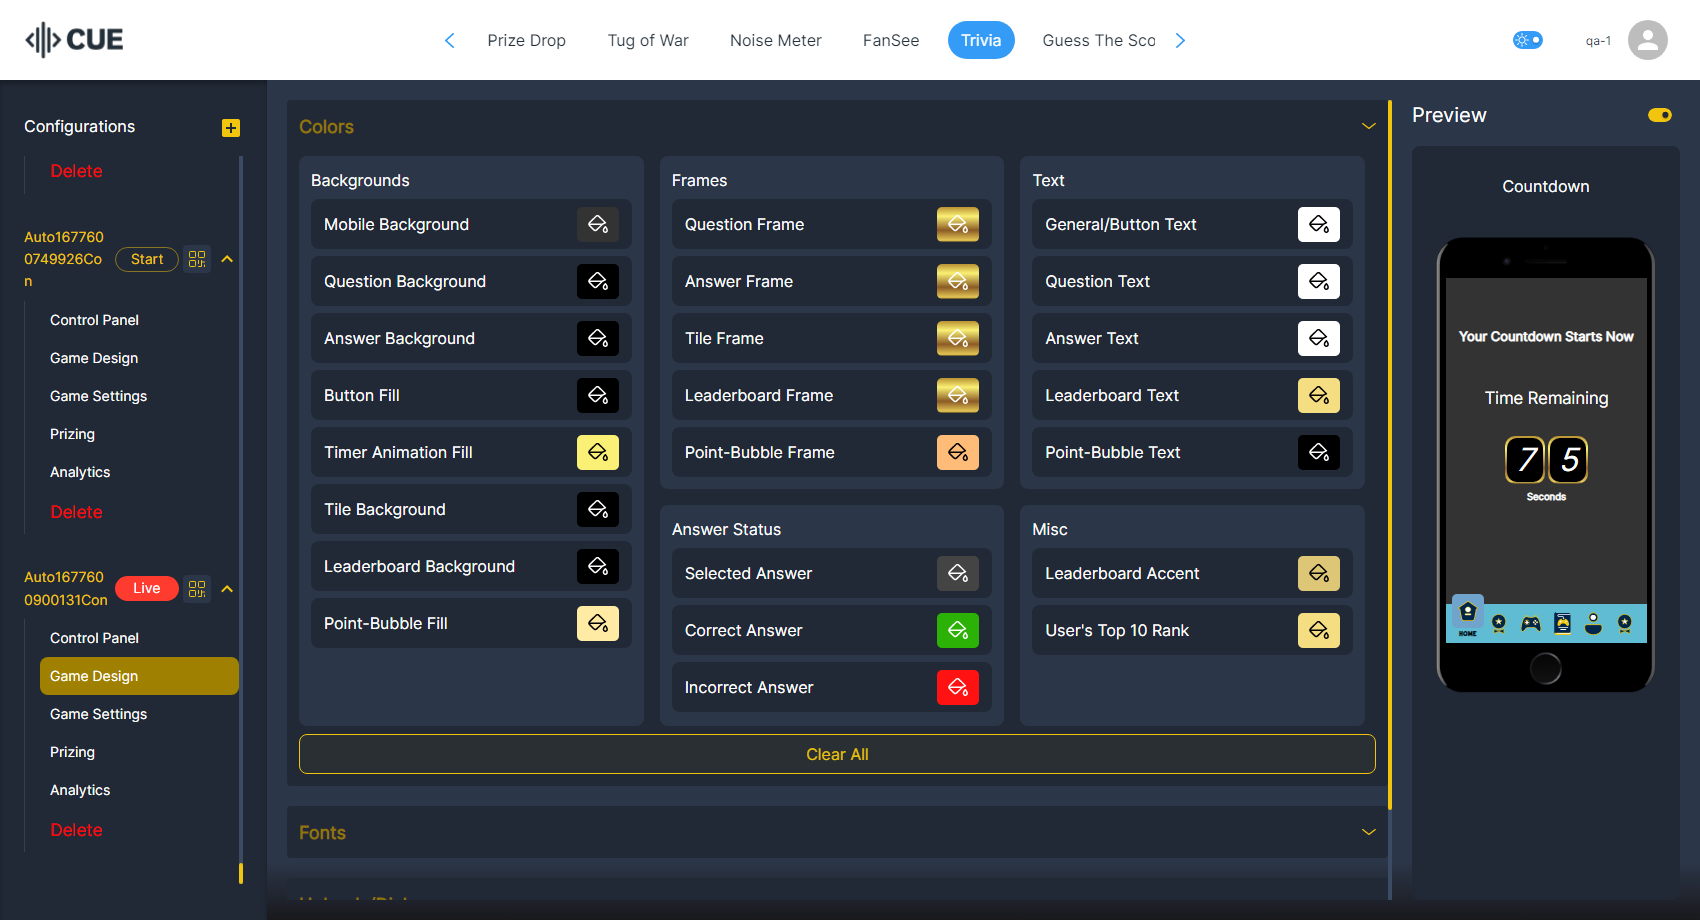 CUE
Prize Drop
Tug of War
Noise Meter
FanSee
Trivia
Guess The Sco
qa-1
Configurations
Delete
Auto167760
0749926Co
n
Start
Control Panel
Game Design
Game Settings
Prizing
Analytics
Delete
Auto167760
0900131Con
Live
Control Panel
Game Design
Game Settings
Prizing
Analytics
Delete
Colors
Backgrounds
Mobile Background
Question Background
Answer Background
Button Fill
Timer Animation Fill
Tile Background
Leaderboard Background
Point-Bubble Fill
Frames
Question Frame
Answer Frame
Tile Frame
Leaderboard Frame
Point-Bubble Frame
Answer Status
Selected Answer
Correct Answer
Incorrect Answer
Text
General/Button Text
Question Text
Answer Text
Leaderboard Text
Point-Bubble Text
Misc
Leaderboard Accent
User's Top 10 Rank
Clear All
Fonts
Preview
Countdown
Your Countdown Starts Now
Time Remaining
75
Seconds
HOME